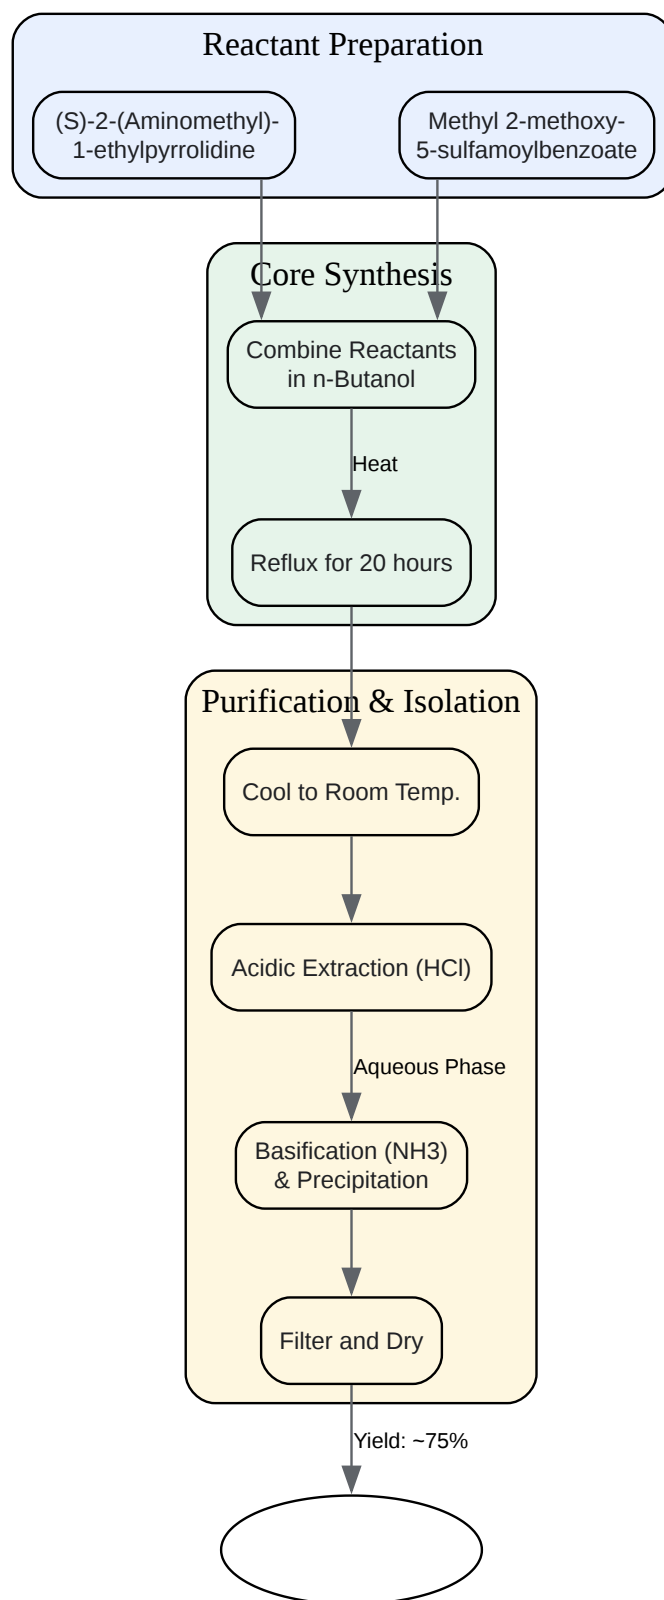 Reactant Preparation
(S)-2-(Aminomethyl)-
1-ethylpyrrolidine
Methyl 2-methoxy-
5-sulfamoylbenzoate
Core Synthesis
Combine Reactants
in n-Butanol
Heat
Reflux for 20 hours
Purification & Isolation
Cool to Room Temp.
Acidic Extraction (HCl)
Aqueous Phase
Basification (NH3)
& Precipitation
Filter and Dry
Yield: ~75%